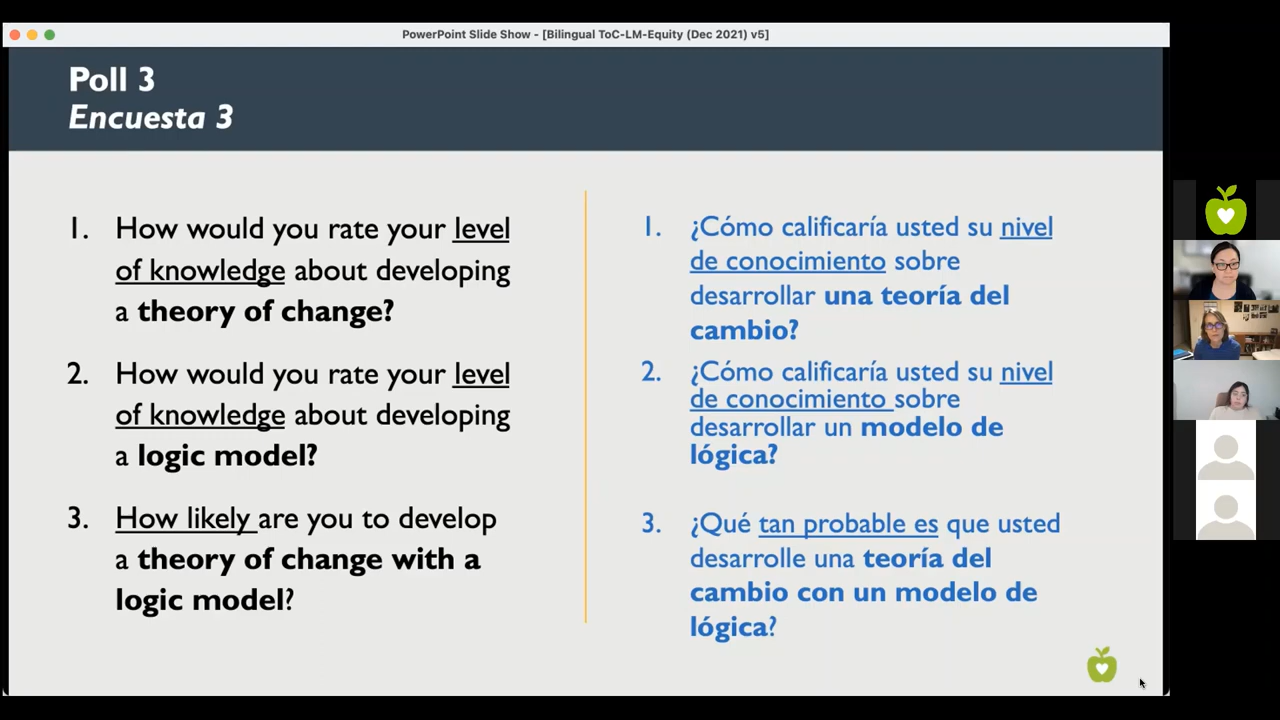 PowerPoint Slide Show - [Bilingual ToC-LM-Equity (Dec 2021) v5]
Poll 3
Encuesta 3
1. How would you rate your level
of knowledge about developing
a theory of change?
2. How would you rate your level
of knowledge about developing
a logic model?
3. How likely are you to develop
a theory of change with a
logic model?
1. ¿Cómo calificaría usted su nivel
de conocimiento sobre
desarrollar una teoría del
cambio?
2. ¿Cómo calificaría usted su nivel
de conocimiento sobre
desarrollar un modelo de
lógica?
3. ¿Qué tan probable es que usted
desarrolle una teoría del
cambio con un modelo de
lógica?